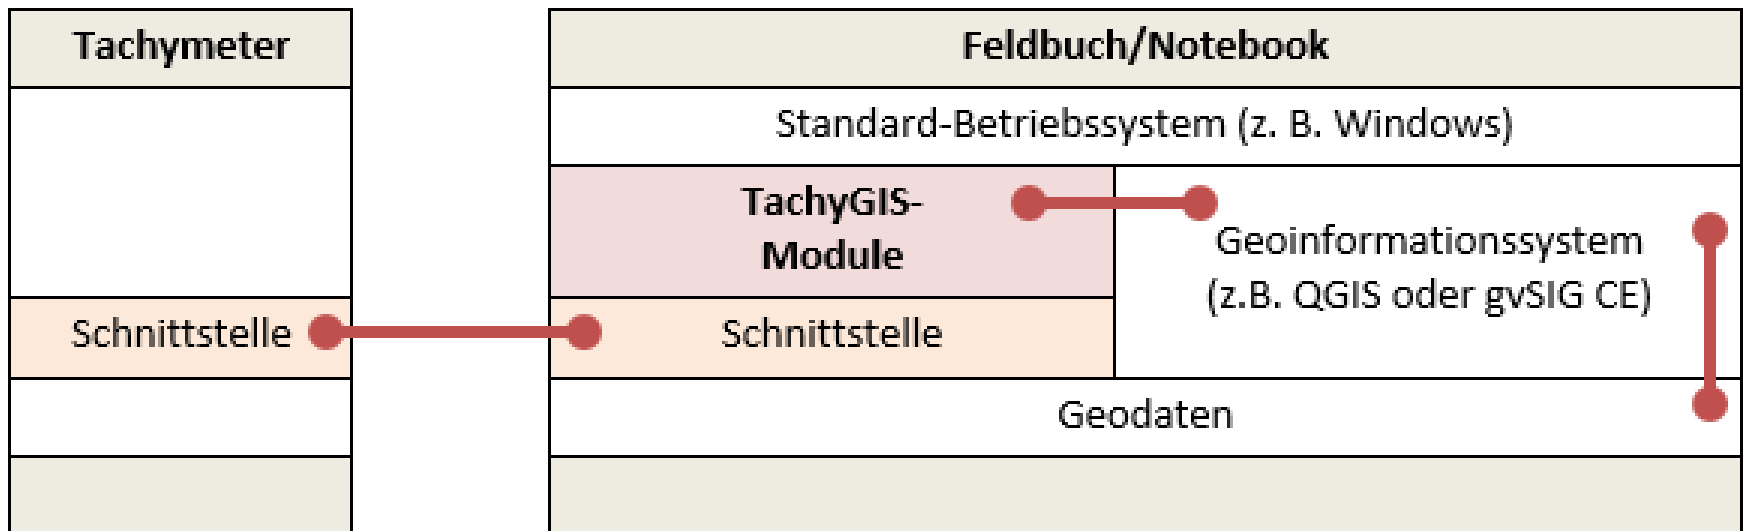 Tachymeter
Feldbuch/Notebook
Standard-Betriebssystem (z. B. Windows)
TachyGIS-
Module
Geoinformationssystem
(z.B. QGIS oder gvSIG CE)
Schnittstelle
Schnittstelle
Geodaten